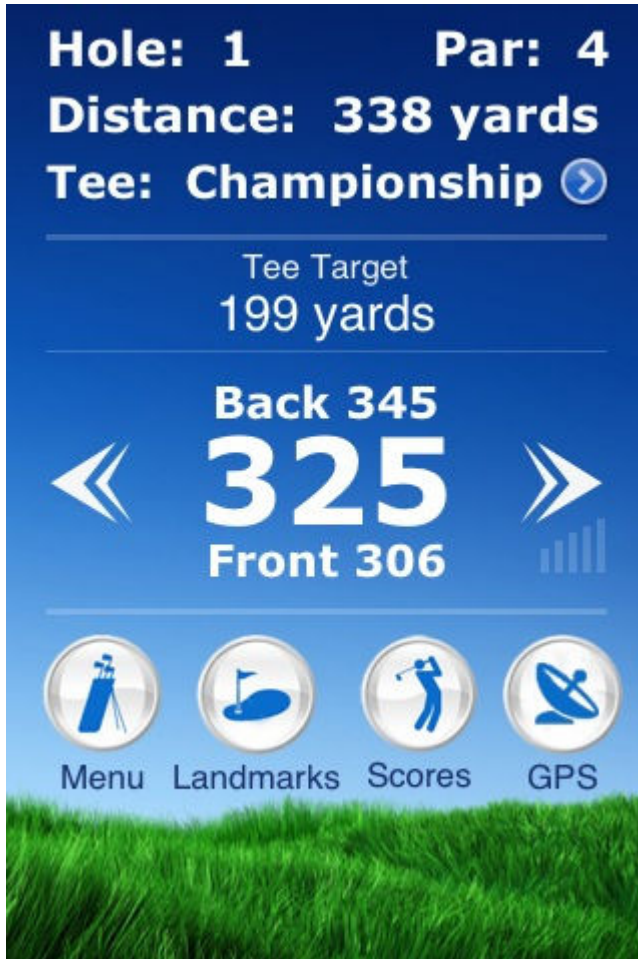 Hole: 1 Par: 4
Distance: 338 yards
Tee: Championship
Tee Target
199 yards
Back 345
325
Front 306
Menu Landmarks Scores GPS